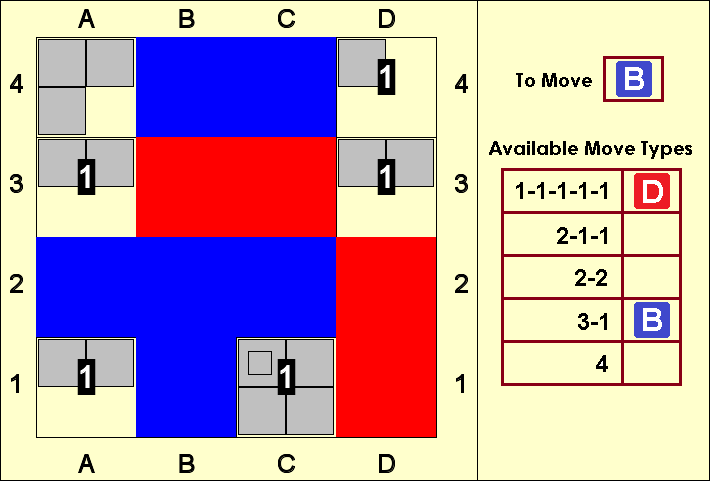 A B C D
4 1 4
To Move B
Available Move Types
3 1 1 3
1-1-1-1-1 D
2-1-1
2 2
2-2
3-1 B
4
1 1 1 1
A B C D